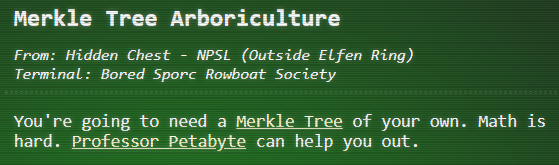 Merkle Tree Arboriculture
From: Hidden Chest - NPSL (Outside Elfen Ring)
Terminal: Bored Sporc Rowboat Society
You're going to need a Merkle Tree of your own. Math is
hard. Professor Petabyte can help you out.